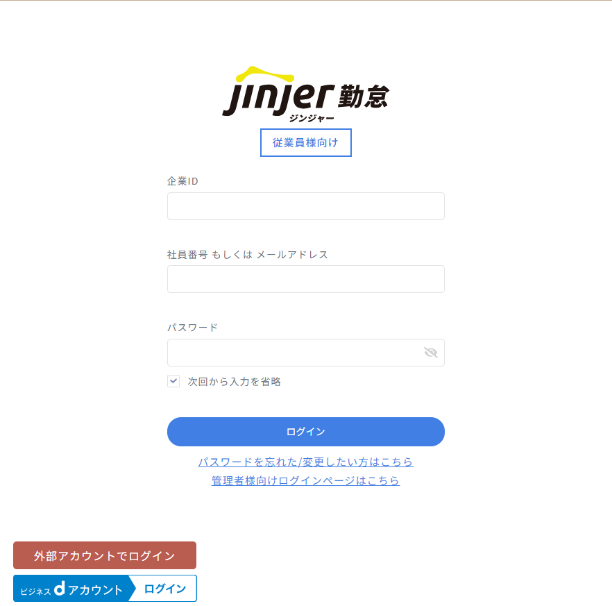 jinjer 勤怠
ジンジャー
従業員様向け
企業ID
社員番号 もしくは メールアドレス
パスワード
次回から入力を省略
ログイン
パスワードを忘れた/変更したい方はこちら
管理者様向けログインページはこちら
外部アカウントでログイン
ビジネスdアカウント ログイン